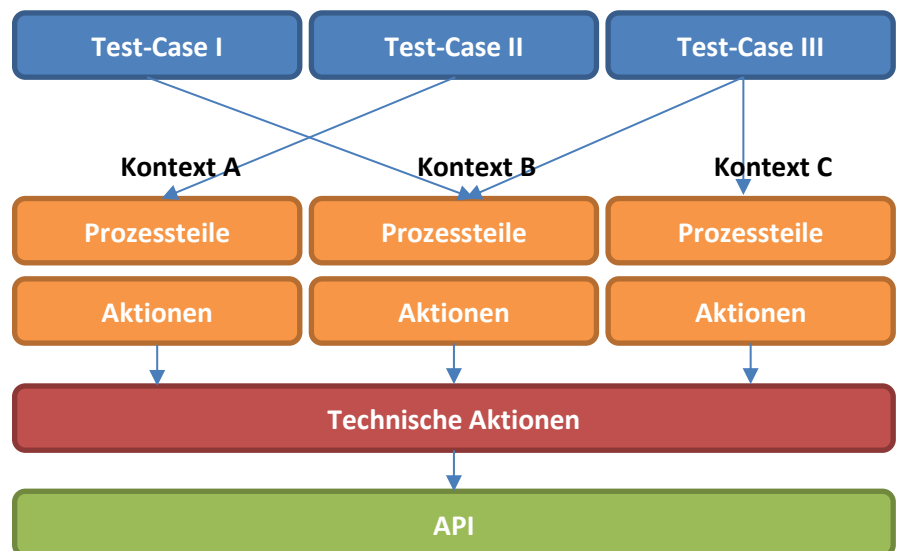 Test-Case I
Test-Case II
Test-Case III
Kontext A
Kontext B
Kontext C
Prozessteile
Prozessteile
Prozessteile
Aktionen
Aktionen
Aktionen
Technische Aktionen
API